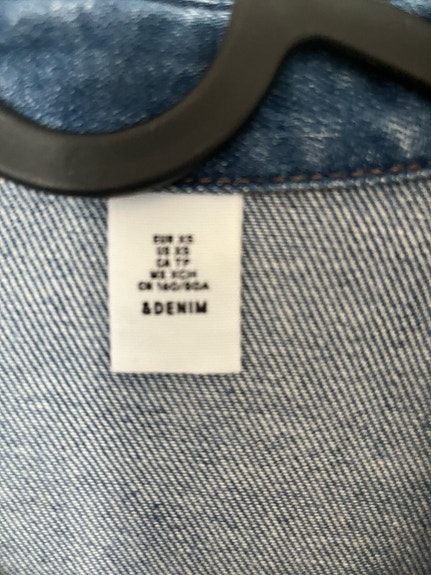 EUR XS
US XS
CA TP
MX XCH
CN 160/80A
&DENIM